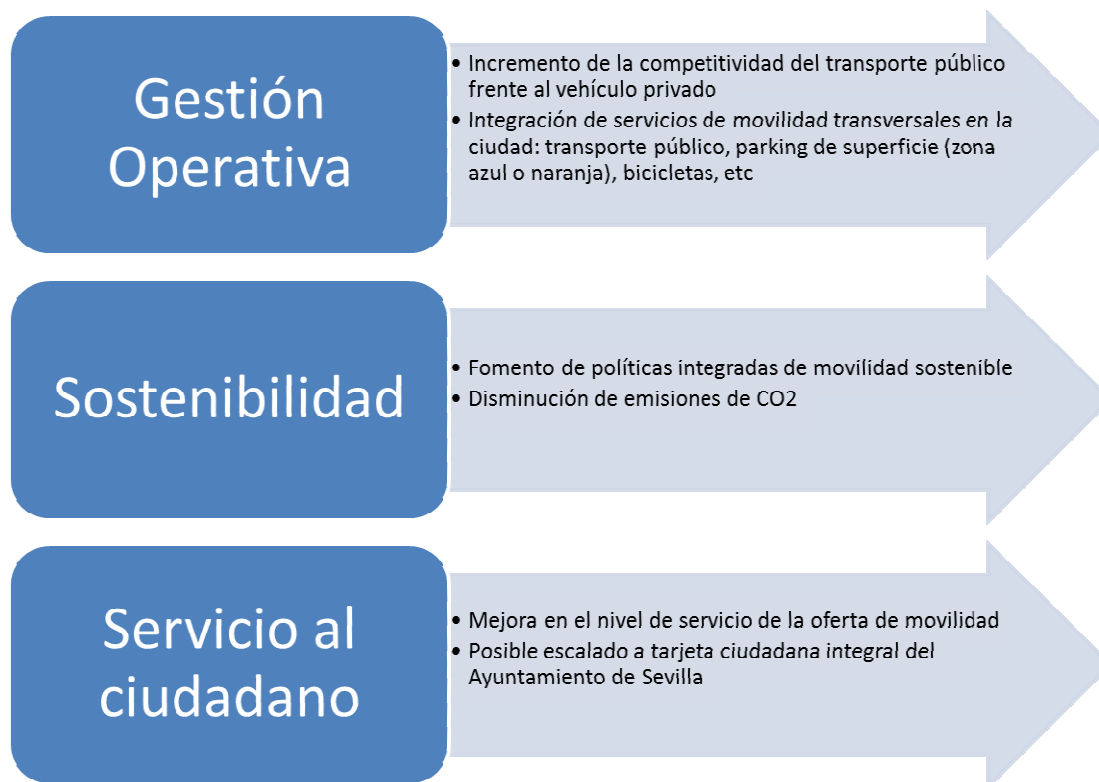 Gestión
Operativa
• Incremento de la competitividad del transporte público
frente al vehículo privado
• Integración de servicios de movilidad transversales en la
ciudad: transporte público, parking de superficie (zona
azul o naranja), bicicletas, etc
Sostenibilidad
• Fomento de políticas integradas de movilidad sostenible
• Disminución de emisiones de CO2
Servicio al
ciudadano
• Mejora en el nivel de servicio de la oferta de movilidad
• Posible escalado a tarjeta ciudadana integral del
Ayuntamiento de Sevilla